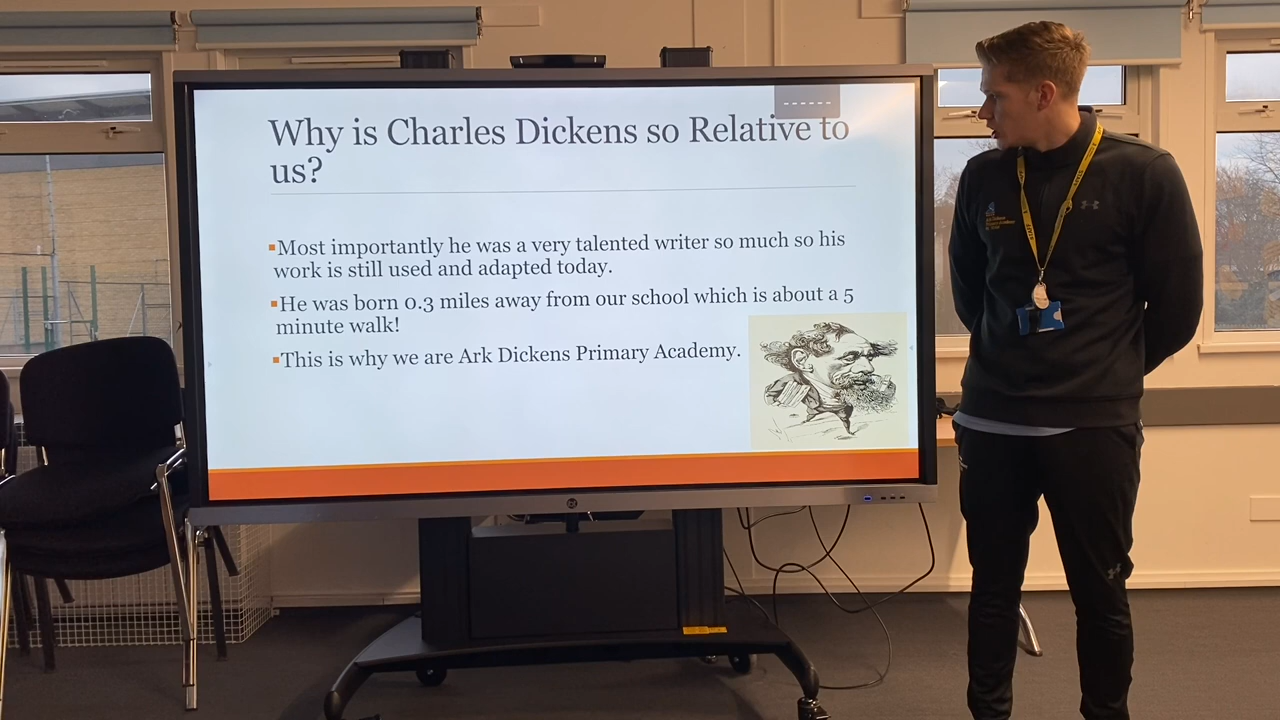 Why is Charles Dickens so Relative to
us?
▪Most importantly he was a very talented writer so much so his
work is still used and adapted today.
▪He was born 0.3 miles away from our school which is about a 5
minute walk!
▪This is why we are Ark Dickens Primary Academy.